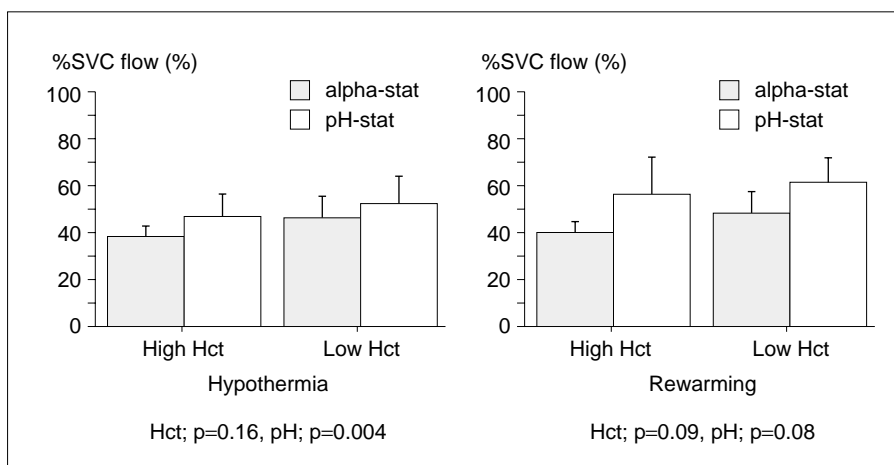 %SVC flow (%)
alpha-stat
pH-stat
100
80
60
40
20
0
High Hct Low Hct
Hypothermia
Hct; p=0.16, pH; p=0.004
%SVC flow (%)
alpha-stat
pH-stat
100
80
60
40
20
0
High Hct Low Hct
Rewarming
Hct; p=0.09, pH; p=0.08